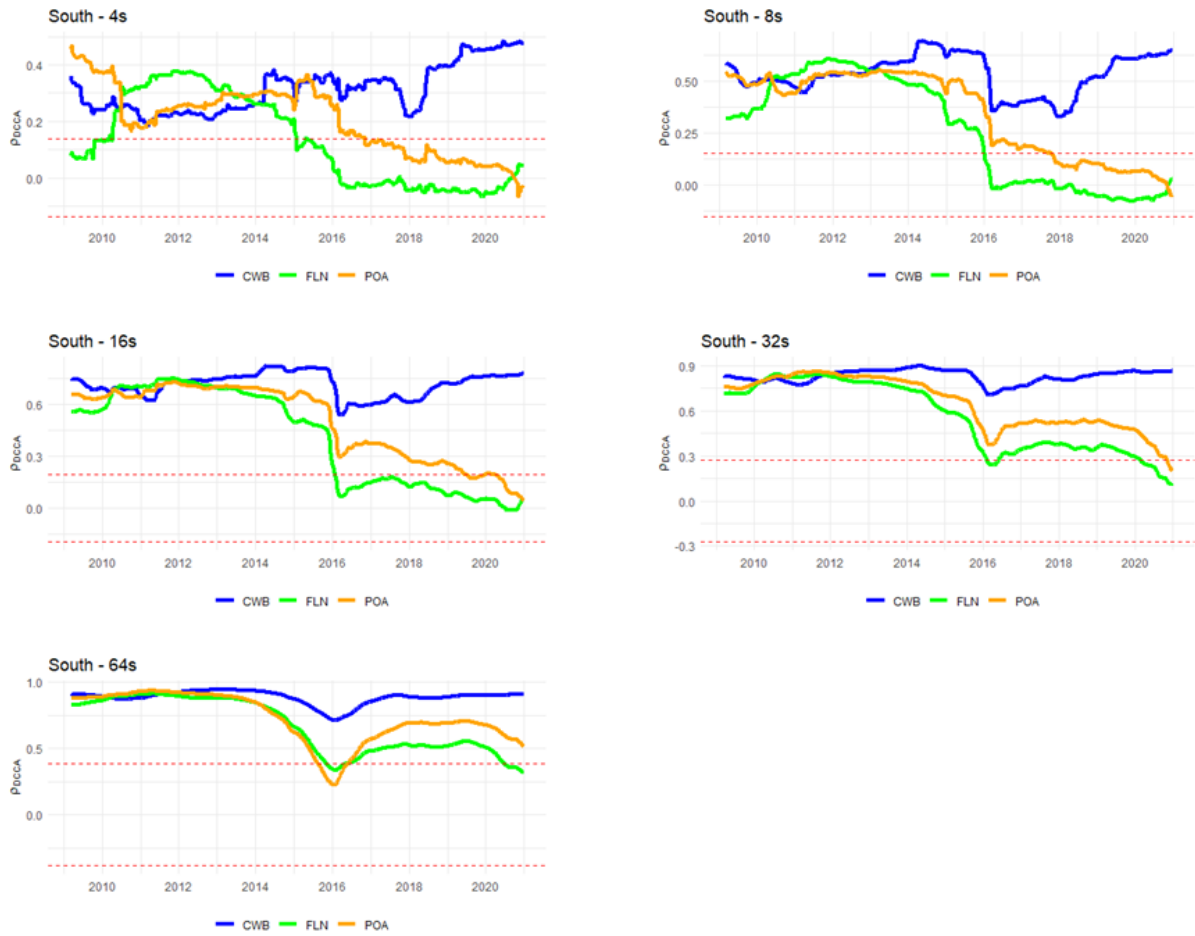 South - 4s
0.4
0.2
0.0
ρDCCA
2010 2012 2014 2016 2018 2020
CWB FLN POA
South - 8s
0.50
0.25
0.00
ρDCCA
2010 2012 2014 2016 2018 2020
CWB FLN POA
South - 16s
0.6
0.3
0.0
ρDCCA
2010 2012 2014 2016 2018 2020
CWB FLN POA
South - 32s
0.9
0.6
0.3
0.0
-0.3
ρDCCA
2010 2012 2014 2016 2018 2020
CWB FLN POA
South - 64s
1.0
0.5
0.0
ρDCCA
2010 2012 2014 2016 2018 2020
CWB FLN POA